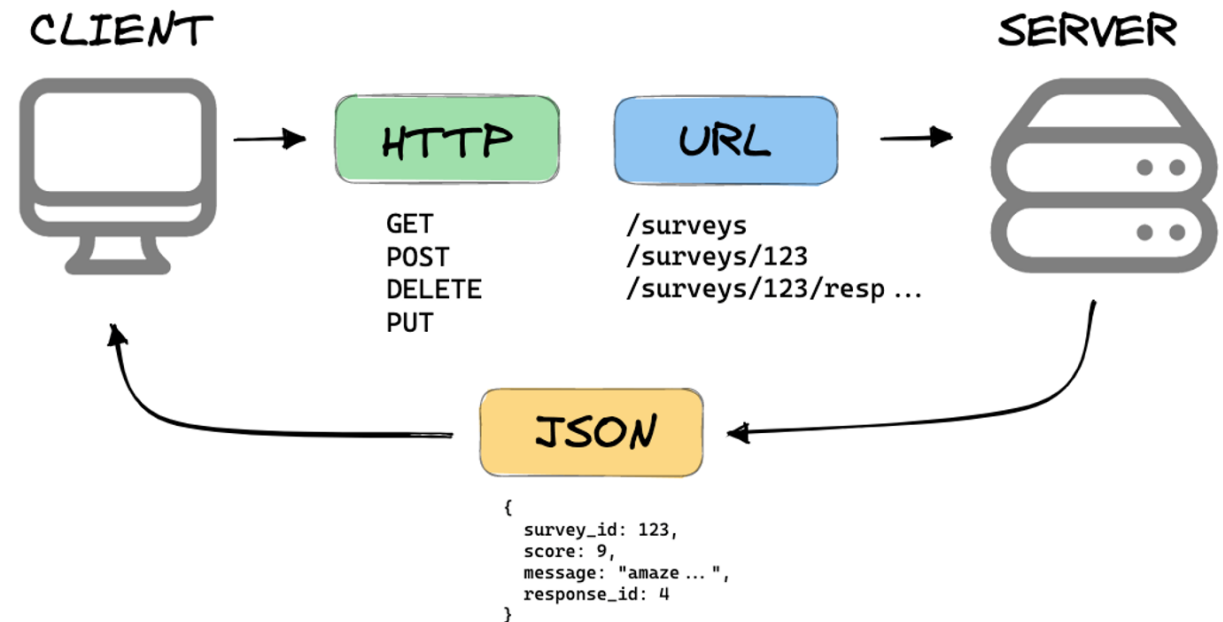 CLIENT
SERVER
HTTP
URL
GET
POST
DELETE
PUT
/surveys
/surveys/123
/surveys/123/resp...
JSON
{
  survey_id: 123,
  score: 9,
  message: "amaze...",
  response_id: 4
}